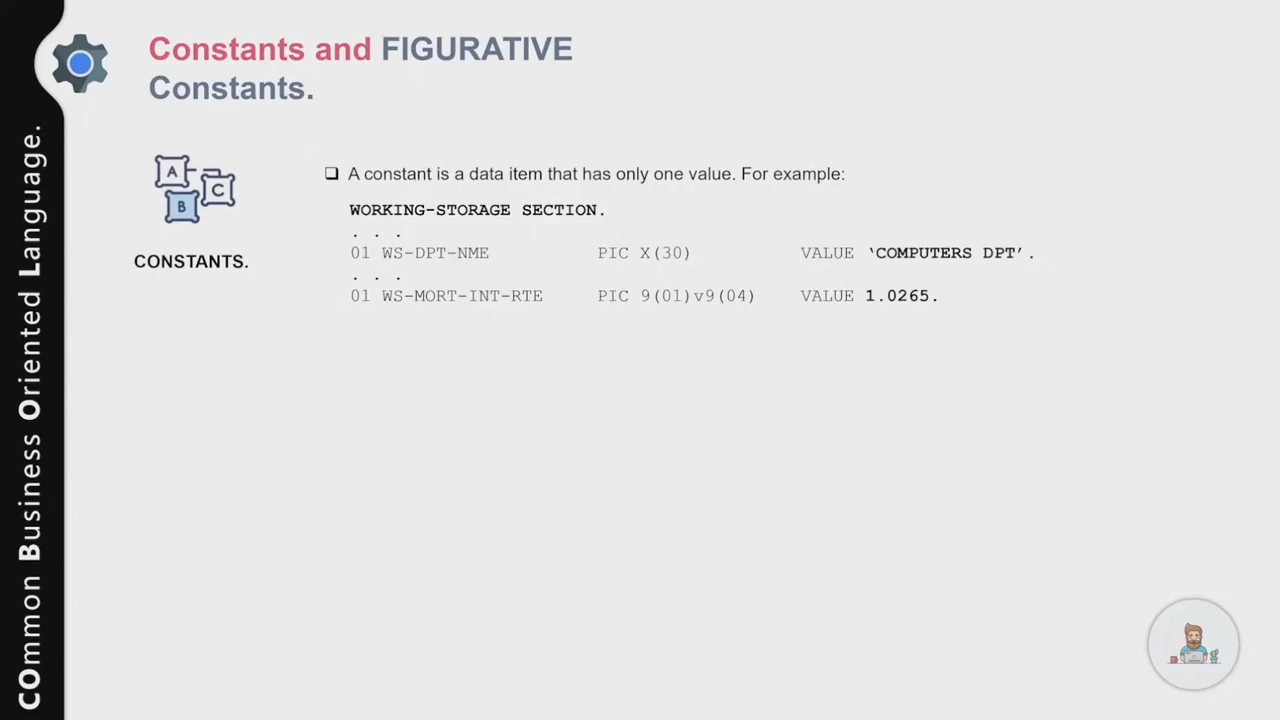 Constants and FIGURATIVE
Constants.
COmmon Business Oriented Language.
A
B
C
CONSTANTS.
❑ A constant is a data item that has only one value. For example:
WORKING-STORAGE SECTION.
. . .
01 WS-DPT-NME PIC X(30) VALUE ‘COMPUTERS DPT’.
. . .
01 WS-MORT-INT-RTE PIC 9(01)v9(04) VALUE 1.0265.